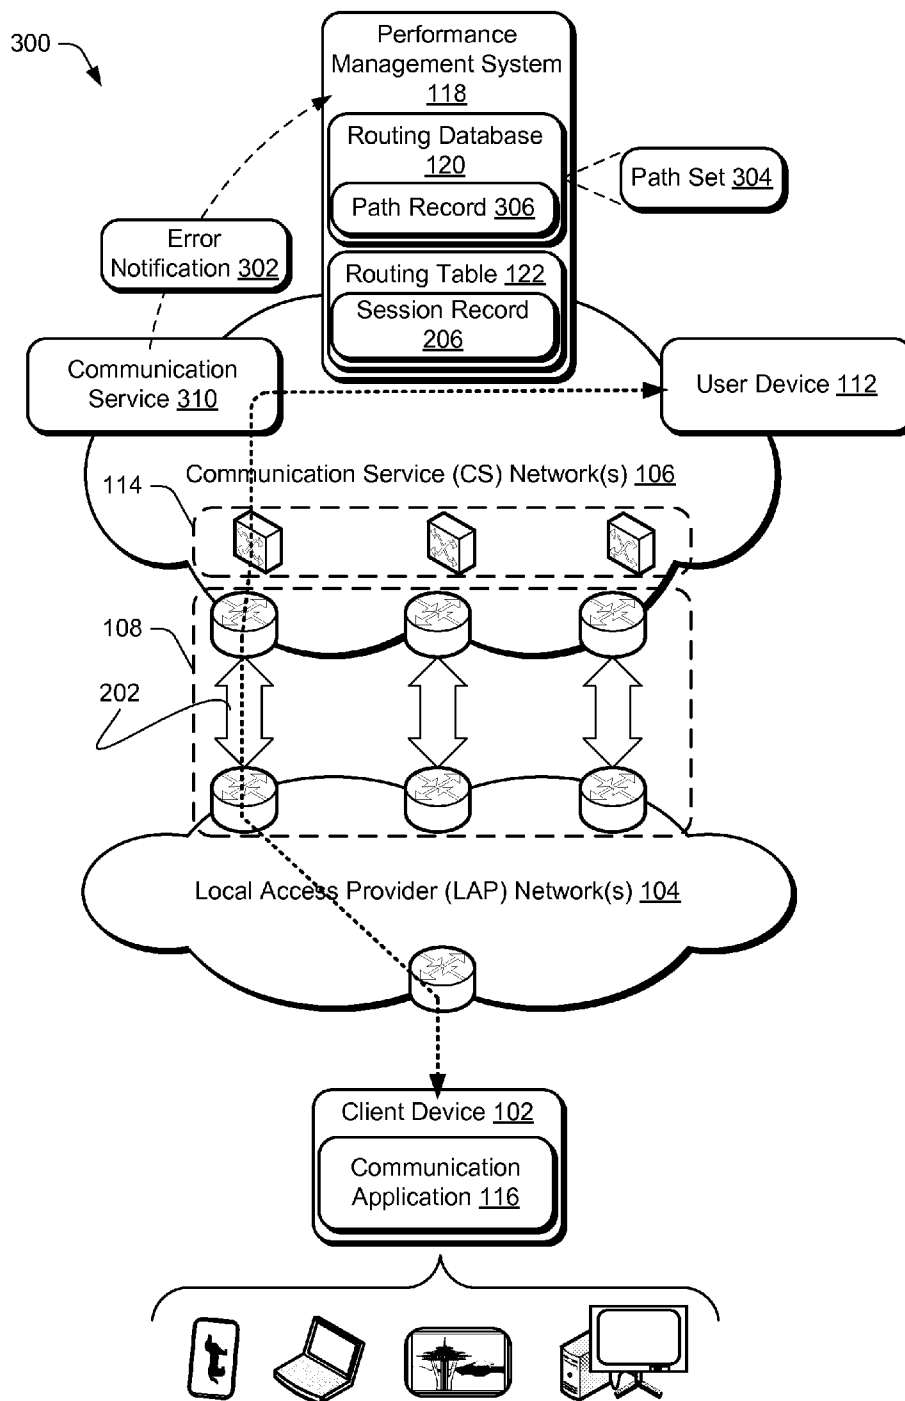 300
Performance
Management System
118
Routing Database
120
Path Record 306
Path Set 304
Error
Notification 302
Routing Table 122
Session Record
206
Communication
Service 310
User Device 112
Communication Service (CS) Network(s) 106
114
108
202
Local Access Provider (LAP) Network(s) 104
Client Device 102
Communication
Application 116